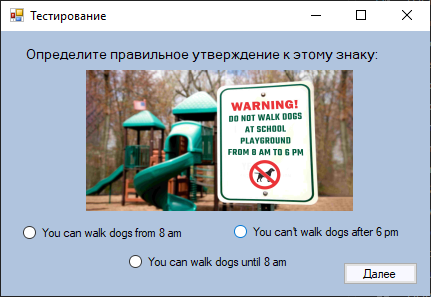 Тестирование
Определите правильное утверждение к этому знаку:
WARNING!
DO NOT WALK DOGS
AT SCHOOL
PLAYGROUND
FROM 8 AM TO 6 PM
You can walk dogs from 8 am
You can't walk dogs after 6 pm
You can walk dogs until 8 am
Далее